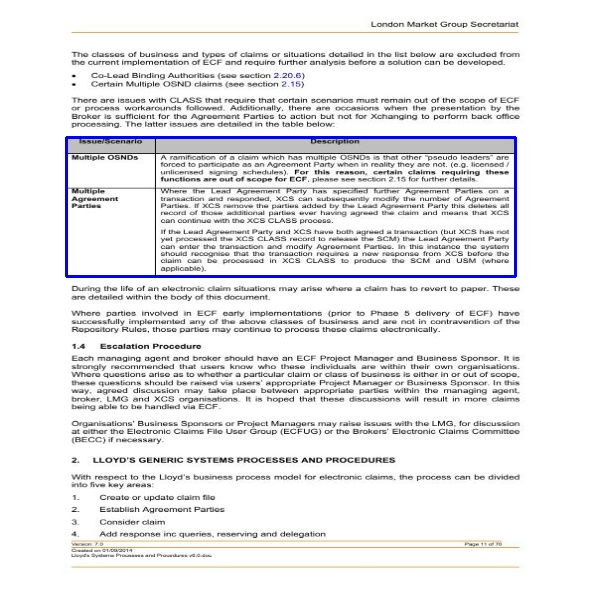 London Market Group Secretariat
The classes of business and types of claims or situations detailed in the list below are excluded from
the current implementation of ECF and require further analysis before a solution can be developed.
• Co-Lead Binding Authorities (see section 2.20.6)
• Certain Multiple OSND claims (see section 2.15)
There are issues with CLASS that require that certain scenarios must remain out of the scope of ECF
or process workarounds followed. Additionally, there are occasions when the presentation by the
Broker is sufficient for the Agreement Parties to action but not for Xchanging to perform back office
processing. The latter issues are detailed in the table below:
Issue/Scenario Description
Multiple OSNDs A ramification of a claim which has multiple OSNDs is that other "pseudo leaders" are
forced to participate as an Agreement Party when in reality they are not. (e.g. licensed /
unlicensed signing schedules). For this reason, certain claims requiring these
functions are out of scope for ECF, please see section 2.15 for further details.
Multiple Where the Lead Agreement Party has specified further Agreement Parties on a
Agreement transaction and responded, XCS can subsequently modify the number of Agreement
Parties Parties. If XCS remove the parties added by the Lead Agreement Party this deletes all
record of those additional parties ever having agreed the claim and means that XCS
can continue with the XCS CLASS process.
If the Lead Agreement Party and XCS have both agreed a transaction (but XCS has not
yet processed the XCS CLASS record to release the SCM) the Lead Agreement Party
can enter the transaction and modify Agreement Parties. In this instance the system
should recognise that the transaction requires a new response from XCS before the
claim can be processed in XCS CLASS to produce the SCM and USM (where
applicable).
During the life of an electronic claim situations may arise where a claim has to revert to paper. These
are detailed within the body of this document.
Where parties involved in ECF early implementations (prior to Phase 5 delivery of ECF) have
successfully implemented any of the above classes of business and are not in contravention of the
Repository Rules, those parties may continue to process these claims electronically.
1.4 Escalation Procedure
Each managing agent and broker should have an ECF Project Manager and Business Sponsor. It is
strongly recommended that users know who these individuals are within their own organisations.
Where questions arise as to whether a particular claim or class of business is either in or out of scope,
these questions should be raised via users' appropriate Project Manager or Business Sponsor. In this
way, agreed discussion may take place between appropriate parties within the managing agent,
broker, LMG and XCS organisations. It is hoped that these discussions will result in more claims
being able to be handled via ECF.
Organisations' Business Sponsors or Project Managers may raise issues with the LMG, for discussion
at either the Electronic Claims File User Group (ECFUG) or the Brokers' Electronic Claims Committee
(BECC) if necessary.
2. LLOYD'S GENERIC SYSTEMS PROCESSES AND PROCEDURES
With respect to the Lloyd's business process model for electronic claims, the process can be divided
into five key areas:
1. Create or update claim file
2. Establish Agreement Parties
3. Consider claim
4. Add response inc queries, reserving and delegation
Version: 7.0 Page 11 of 76
Created on 01/09/2014
Lloyd's Systems Processes and Procedures v6.0.doc